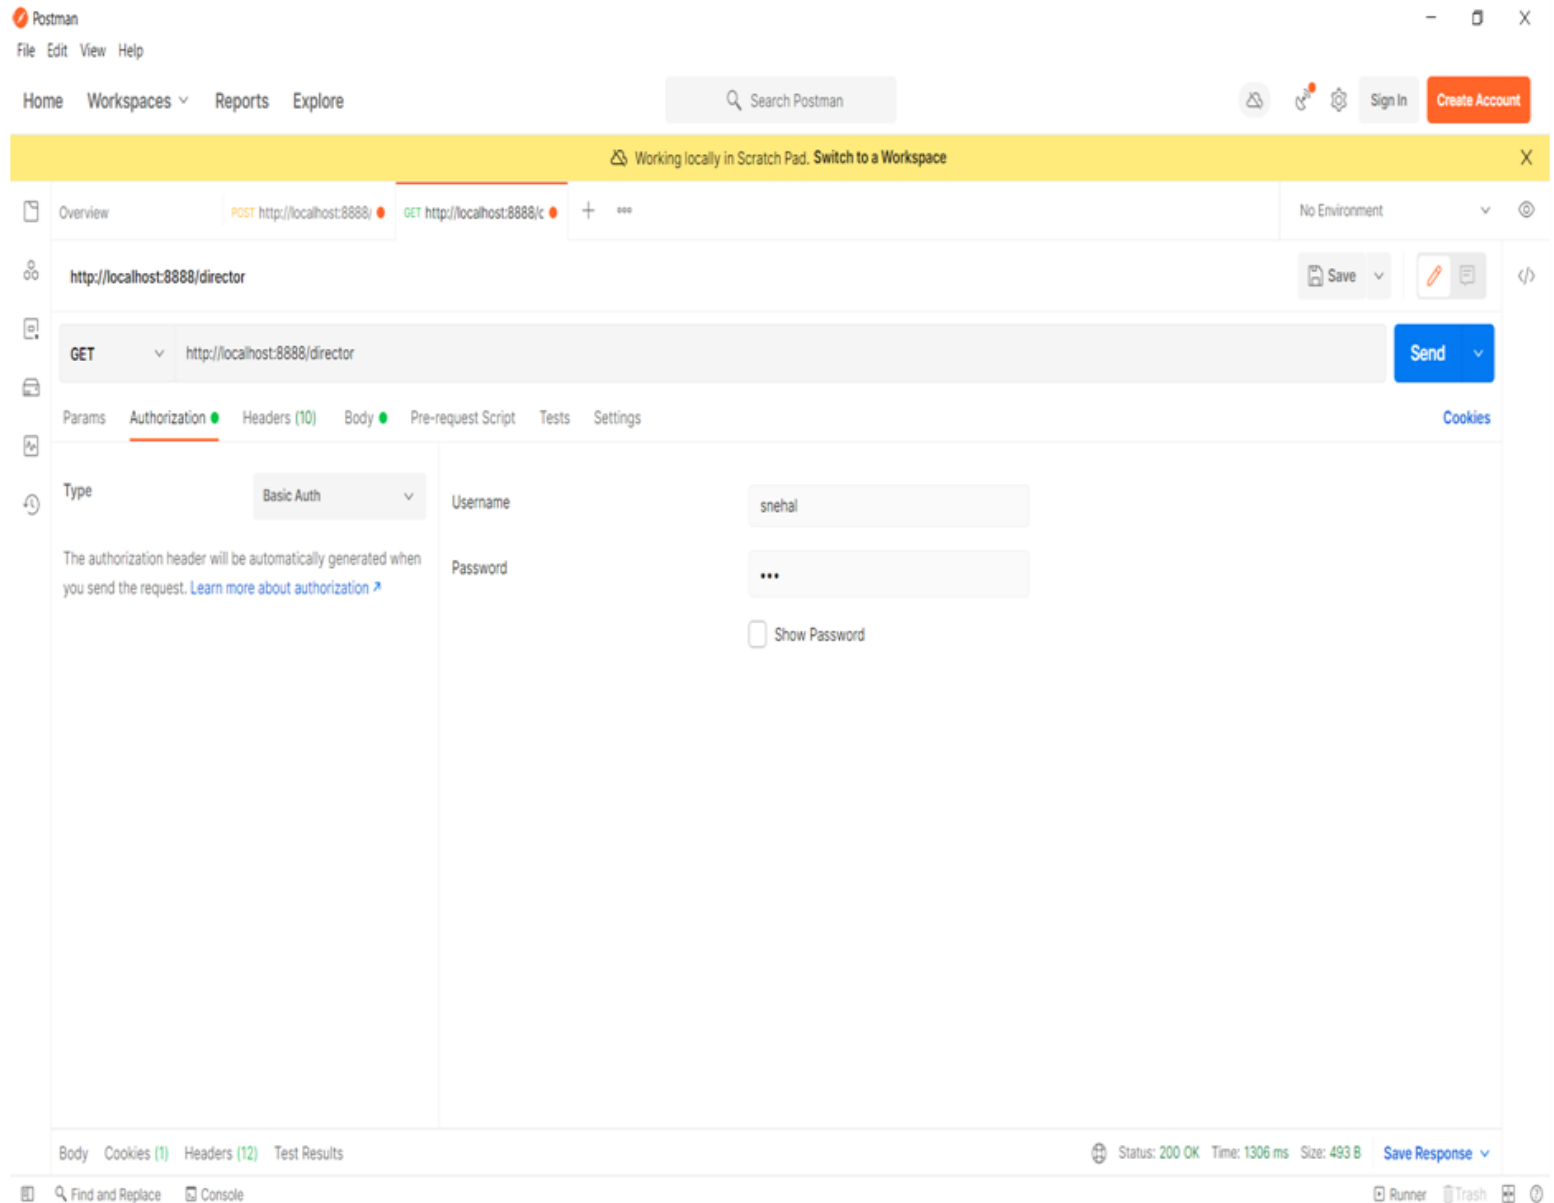 Postman
File Edit View Help
Home Workspaces Reports Explore Search Postman Sign In Create Account
Working locally in Scratch Pad. Switch to a Workspace
Overview POST http://localhost:8888/ GET http://localhost:8888/c No Environment
http://localhost:8888/director Save
GET http://localhost:8888/director Send
Params Authorization Headers (10) Body Pre-request Script Tests Settings Cookies
Type Basic Auth
The authorization header will be automatically generated when
you send the request. Learn more about authorization
Username snehal
Password •••
Show Password
Body Cookies (1) Headers (12) Test Results Status: 200 OK Time: 1306 ms Size: 493 B Save Response
Find and Replace Console Runner Trash